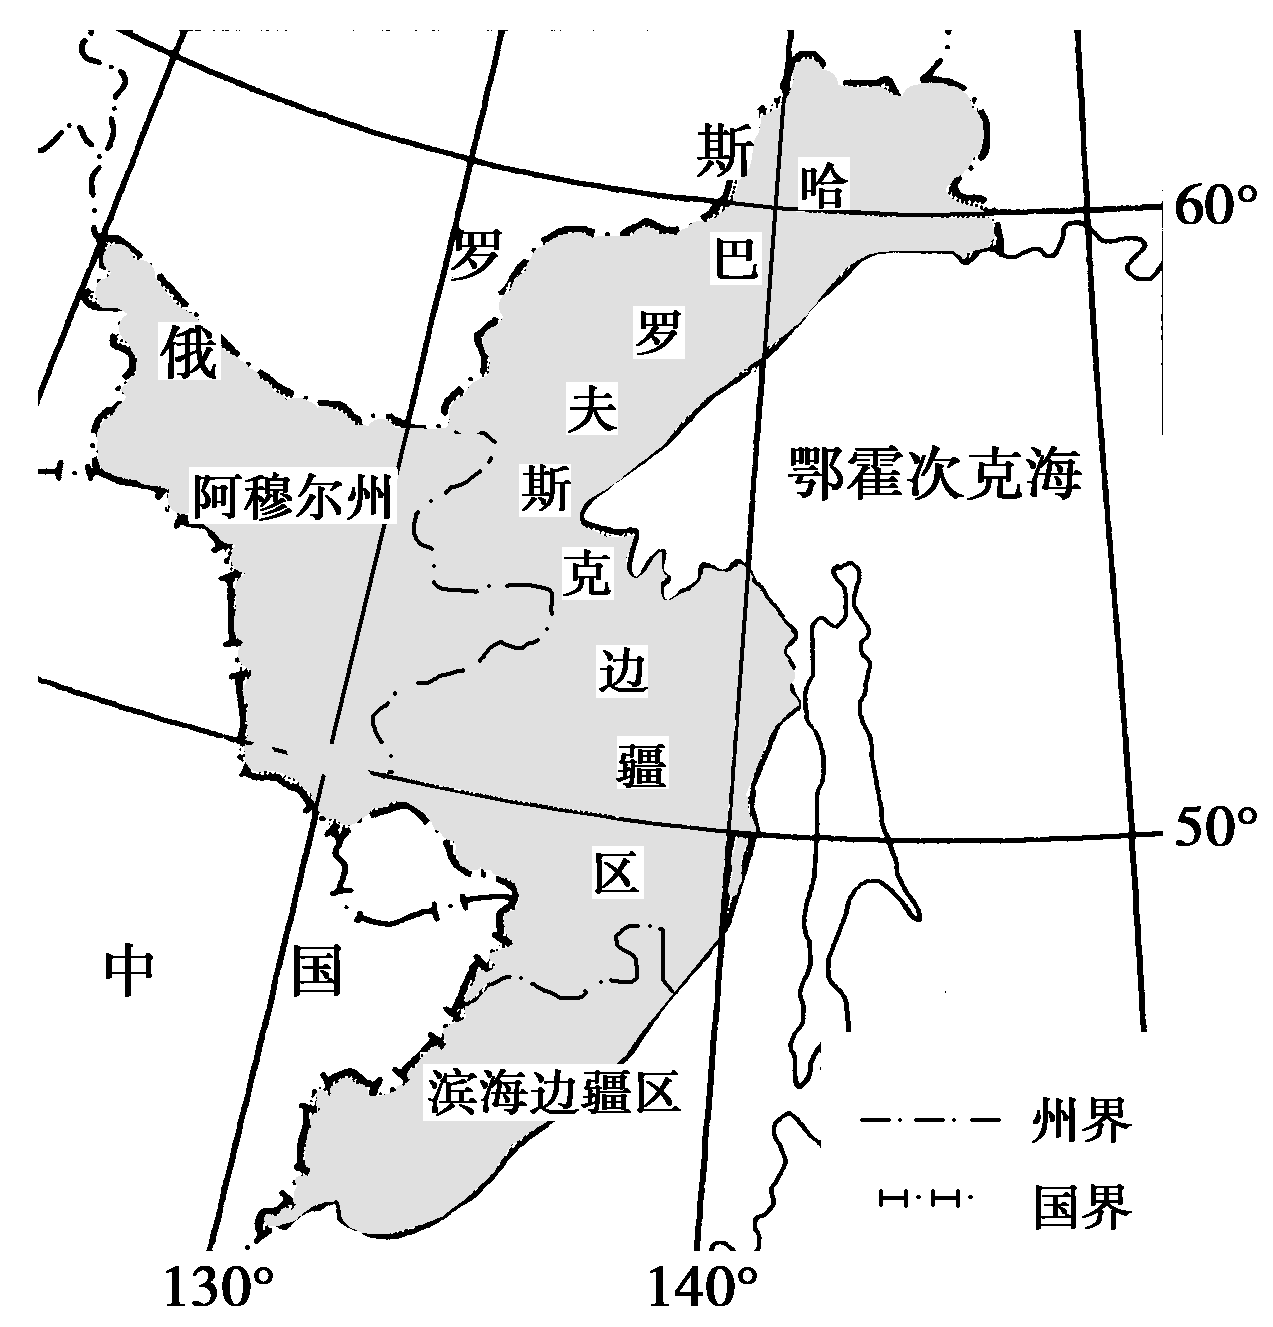 俄罗斯
哈巴罗夫斯克边疆区
60°
阿穆尔州
鄂霍次克海
50°
中国
滨海边疆区
州界
国界
130°
140°